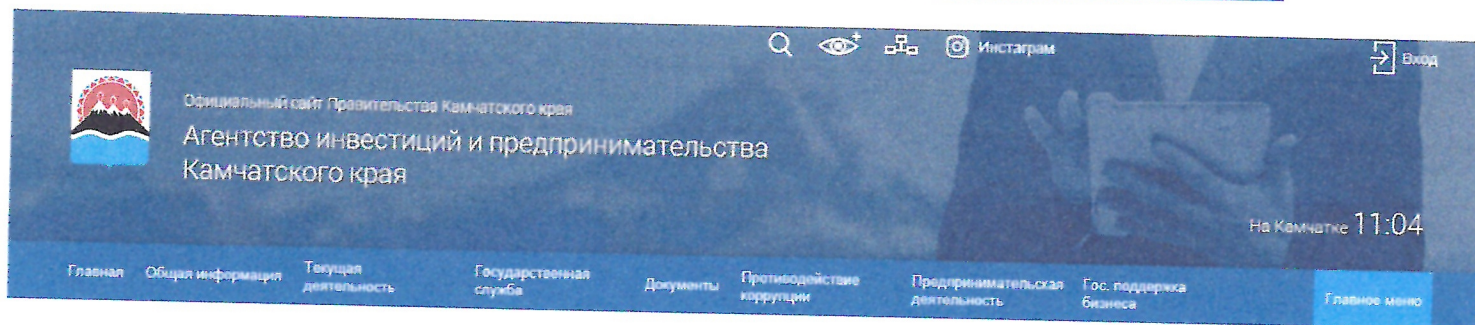 Инстаграм
Вход
Официальный сайт Правительства Камчатского края
Агентство инвестиций и предпринимательства
Камчатского края
На Камчатке 11:04
Главная
Общая информация
Текущая
деятельность
Государственная
служба
Документы
Противодействие
коррупции
Предпринимательская
деятельность
Гос. поддержка
бизнеса
Главное меню